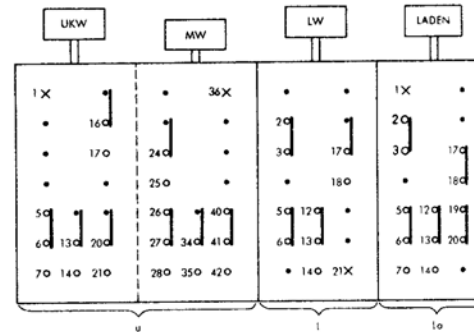 UKW MW LW LADEN
1 36 1
16 2 2
17 24 3 17 3 17
25 18 18
5 26 40 5 12 5 12 19
6 13 20 27 34 41 6 13 6 13 20
7 14 21 28 35 42 14 21 7 14
u l lo